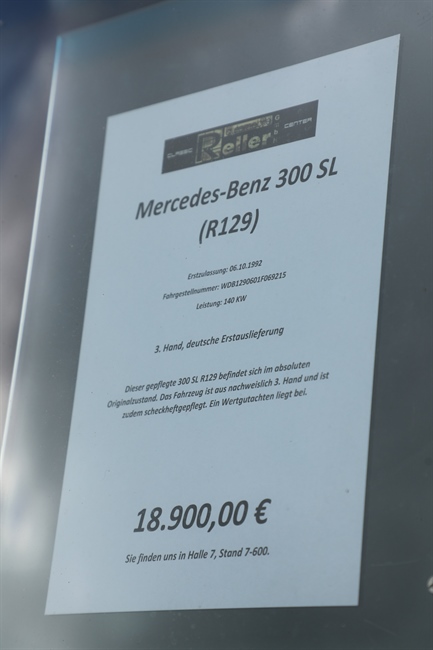 CLASSIC Reller CENTER
Mercedes-Benz 300 SL
(R129)
Erstzulassung: 06.10.1992
Fahrgestellnummer: WDB1290601F069215
Leistung: 140 KW
3. Hand, deutsche Erstauslieferung
Dieser gepflegte 300 SL R129 befindet sich im absoluten
Originalzustand. Das Fahrzeug ist aus nachweislich 3. Hand und ist
zudem scheckheftgepflegt. Ein Wertgutachten liegt bei.
18.900,00 €
Sie finden uns in Halle 7, Stand 7-600.